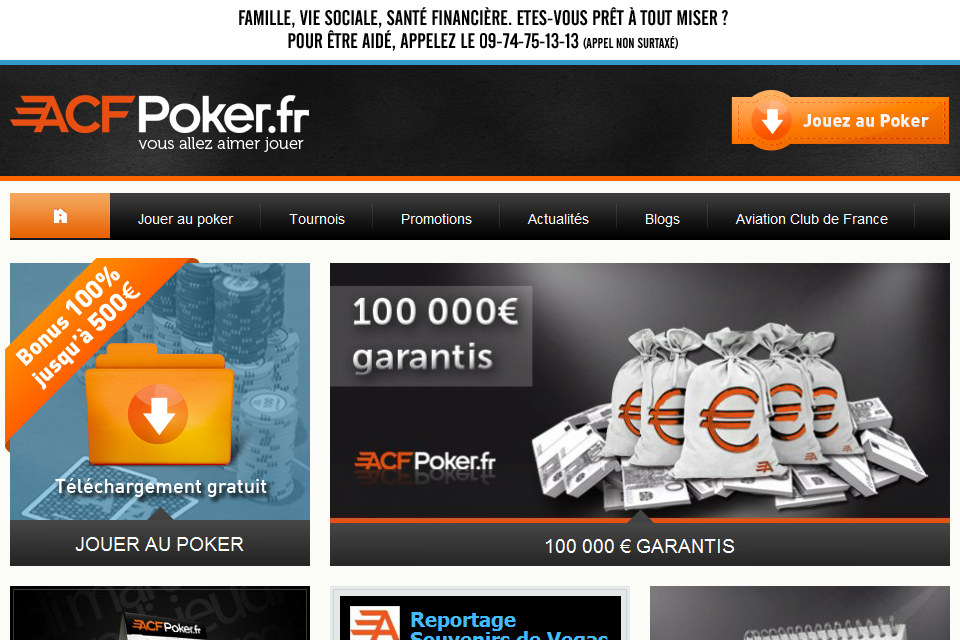 FAMILLE, VIE SOCIALE, SANTÉ FINANCIÈRE. ETES-VOUS PRÊT À TOUT MISER ?
POUR ÊTRE AIDÉ, APPELEZ LE 09-74-75-13-13 (APPEL NON SURTAXÉ)
ACFPoker.fr
vous allez aimer jouer
Jouez au Poker
Jouer au poker
Tournois
Promotions
Actualités
Blogs
Aviation Club de France
Bonus 100%
jusqu'à 500€
Téléchargement gratuit
JOUER AU POKER
100 000€
garantis
ACFPoker.fr
100 000 € GARANTIS
ACFPoker.fr
Reportage
Souvenirs de Vegas